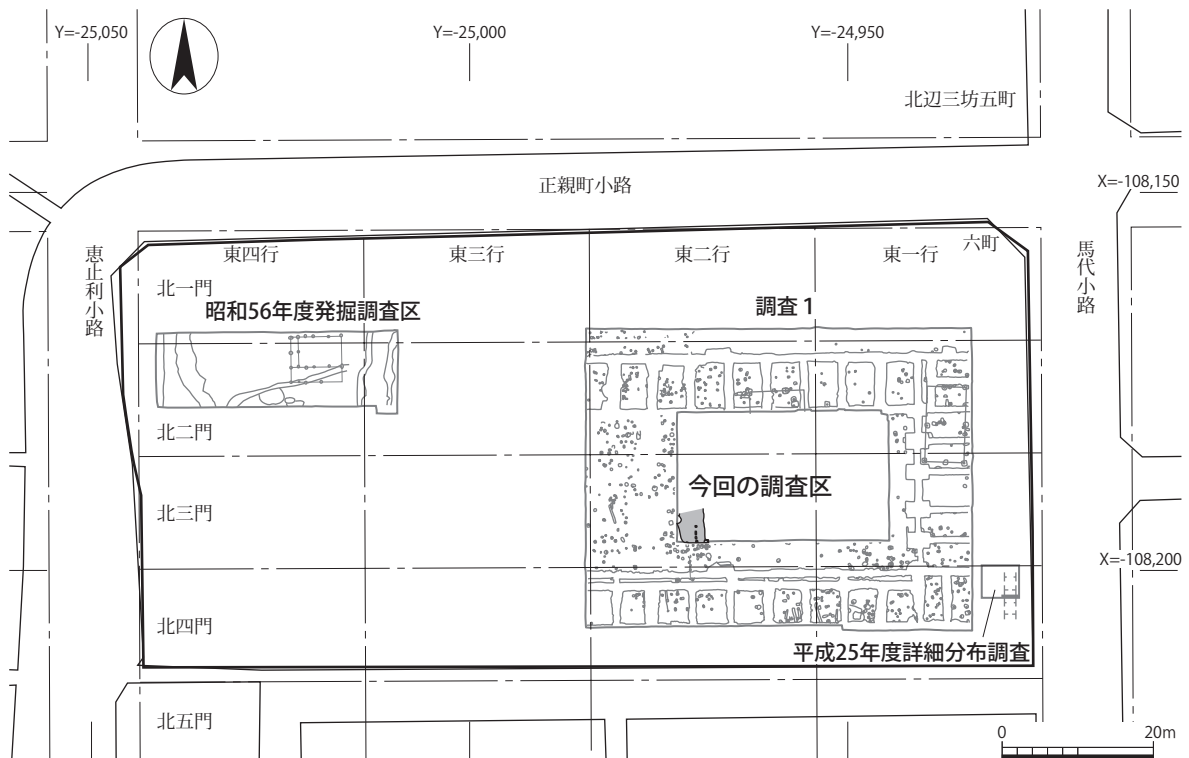 Y=-25,050
Y=-25,000
Y=-24,950
北辺三坊五町
正親町小路
X=-108,150
恵止利小路
馬代小路
東四行
東三行
東二行
東一行
六町
北一門
昭和56年度発掘調査区
調査1
北二門
今回の調査区
北三門
X=-108,200
北四門
平成25年度詳細分布調査
北五門
0
20m